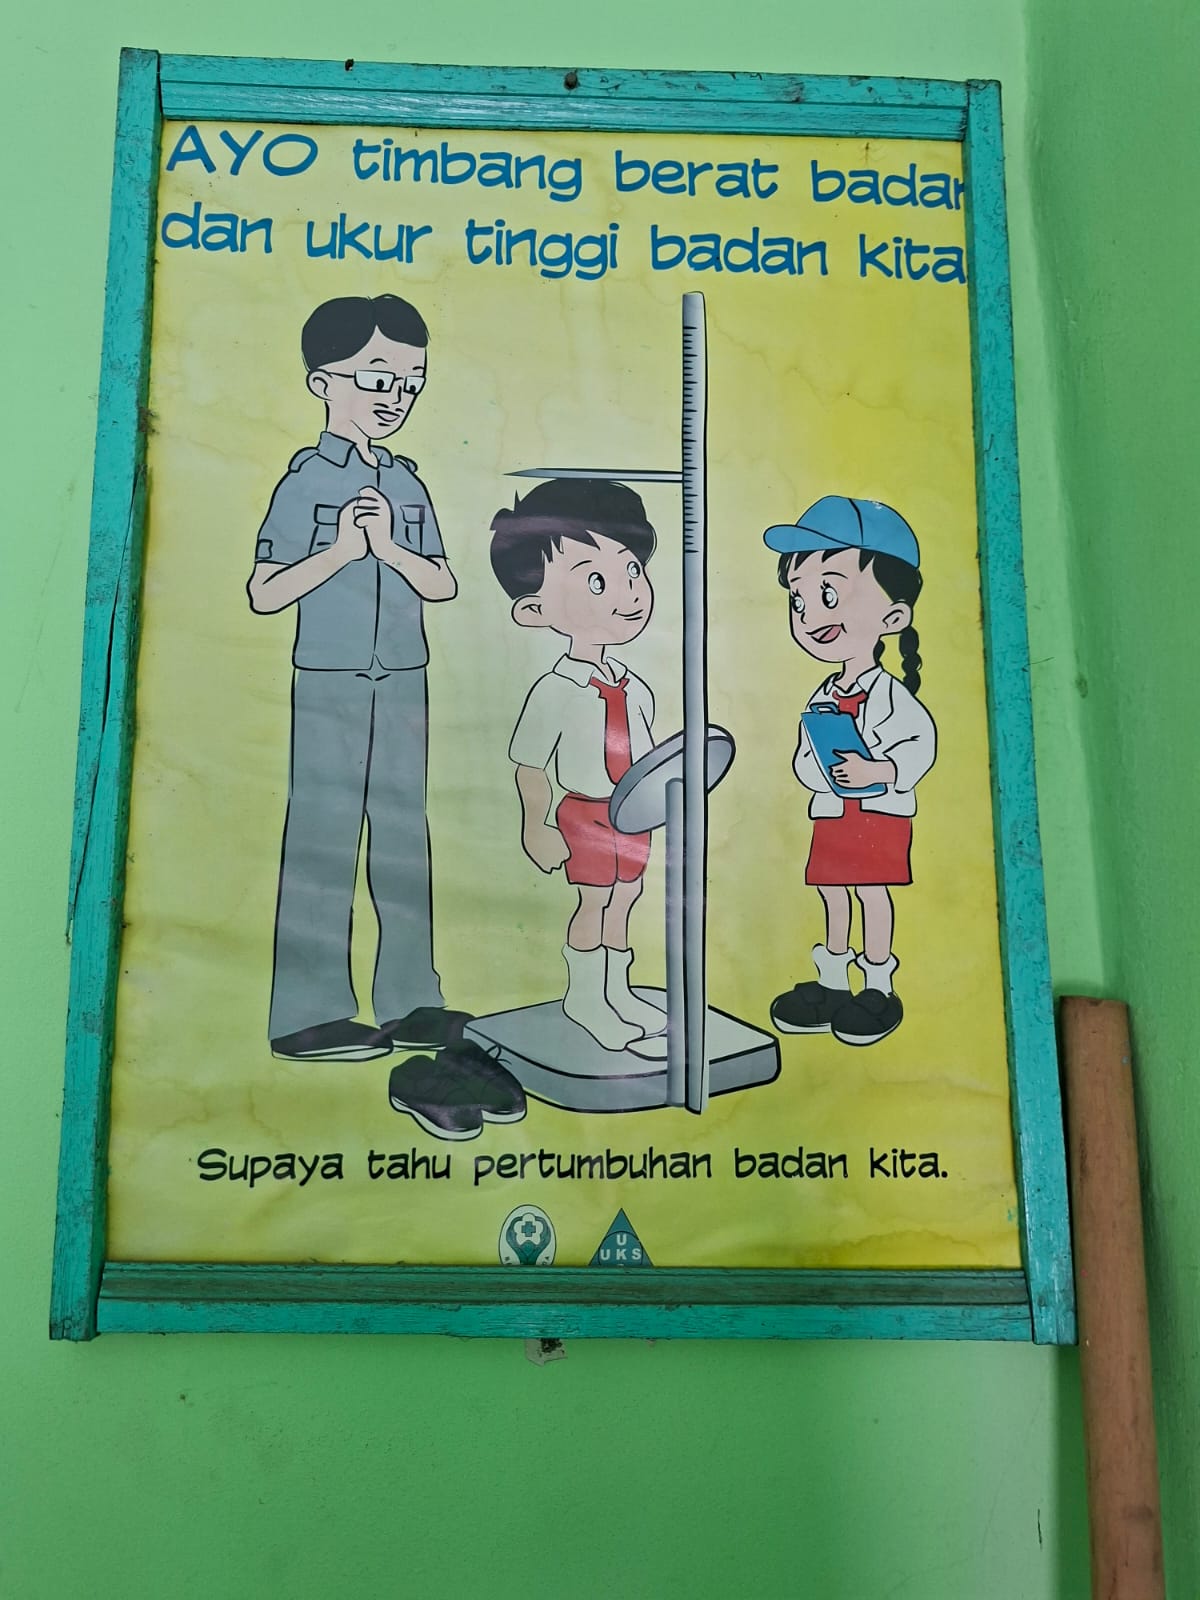 AYO timbang berat badan
dan ukur tinggi badan kita
Supaya tahu pertumbuhan badan kita.
U
UKS